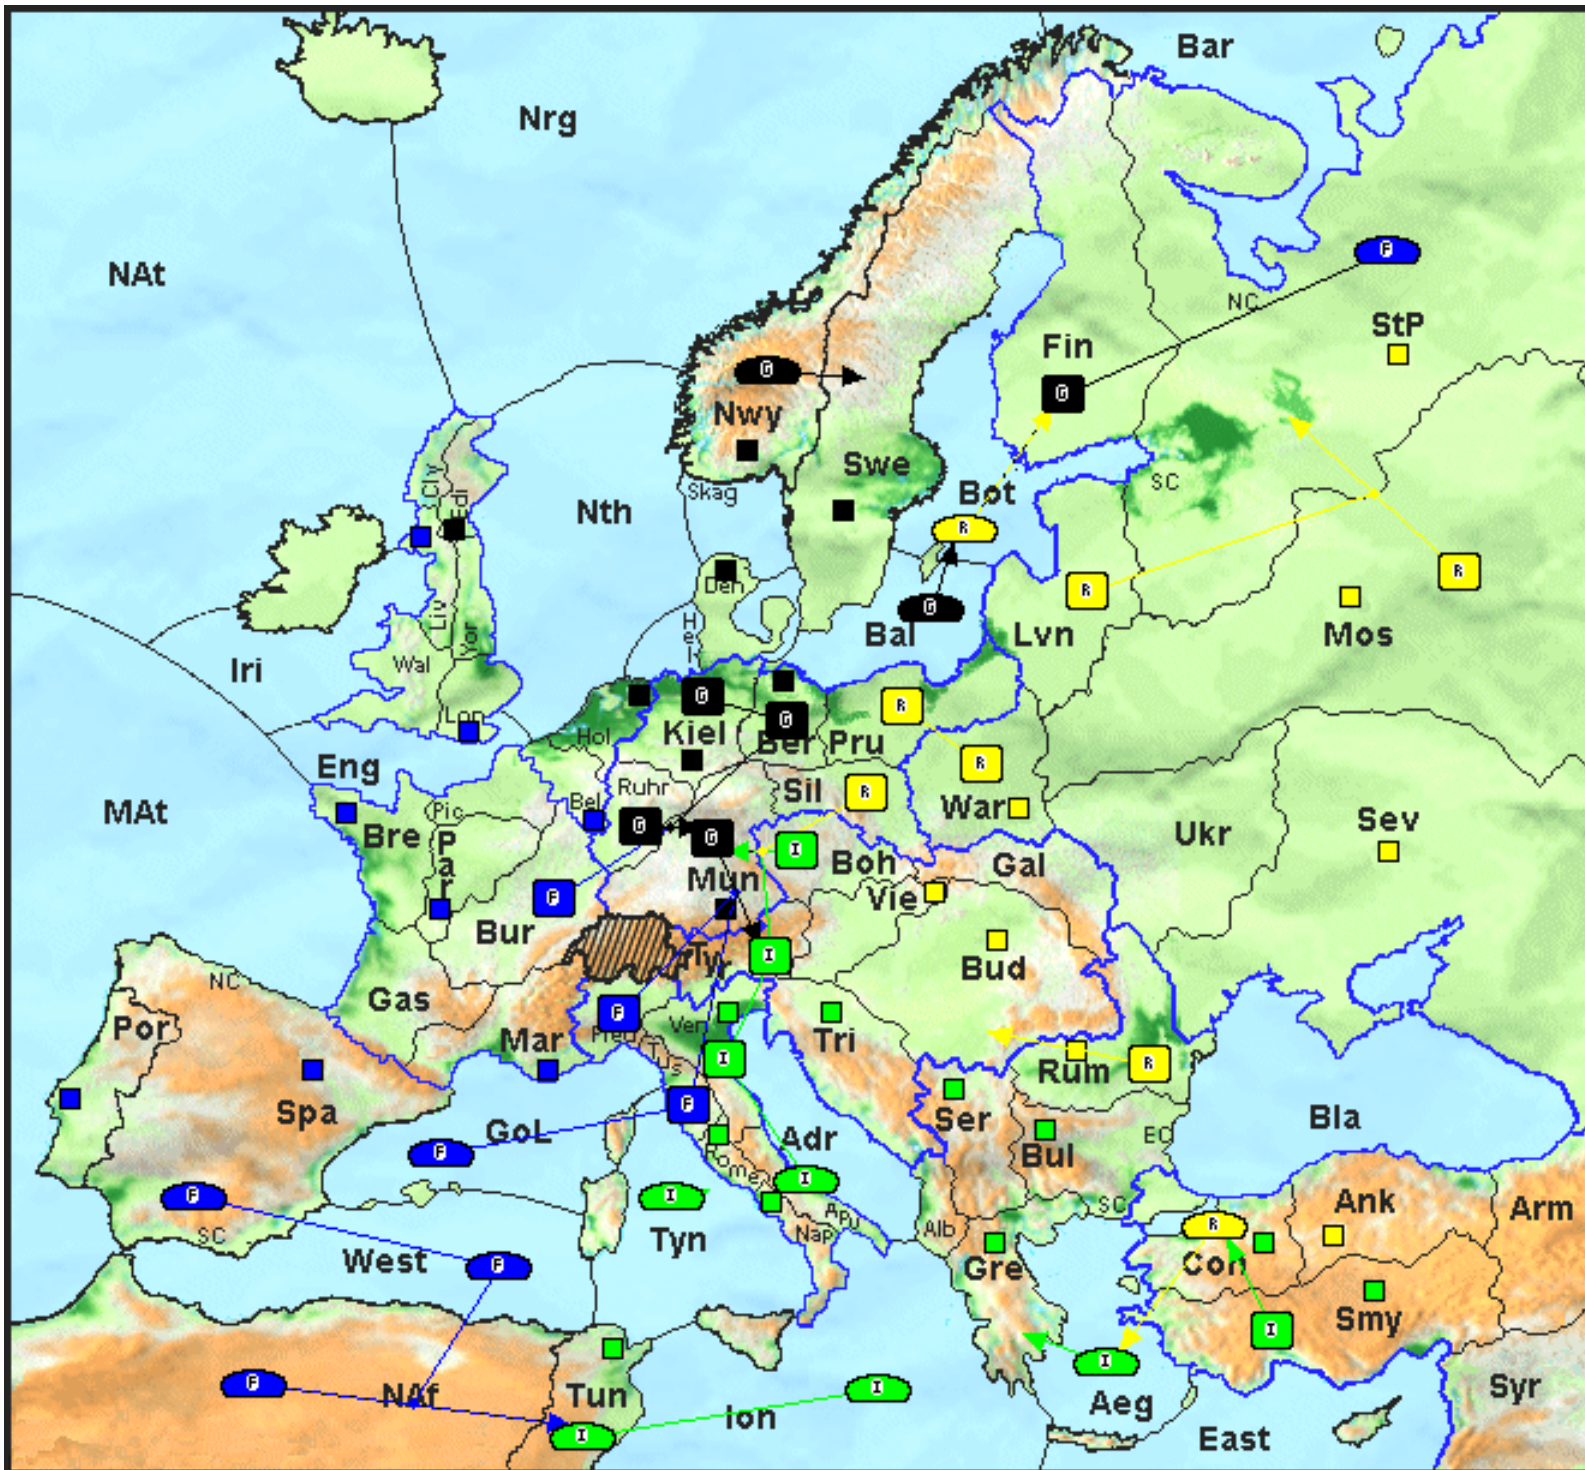 Bar
Nrg
NAt
F
NC
StP
Fin
G
G
Nwy
Swe
Cly
Edi
Skag
Bot
SC
Nth
R
Den
R
R
G
Hel
Bal
Lvn
Mos
Liv
Yor
Wal
Iri
Lon
G
R
G
Hol
Kiel
Ber
Pru
Eng
R
Ruhr
Sil
R
War
Bel
MAt
Pic
Bre
Par
G
G
I
Boh
Gal
Ukr
Sev
Mun
Vie
F
Bur
Tyr
I
Bud
NC
Gas
F
Pied
Ven
Por
Mar
Tus
I
Tri
R
Rum
Spa
F
GoL
Ser
Bla
Adr
Bul
EC
F
Rome
F
I
I
Apu
Nap
Alb
SC
Ank
Arm
SC
Tyn
R
West
F
Gre
Con
Smy
I
I
F
NAf
Tun
I
Syr
I
Ion
Aeg
East